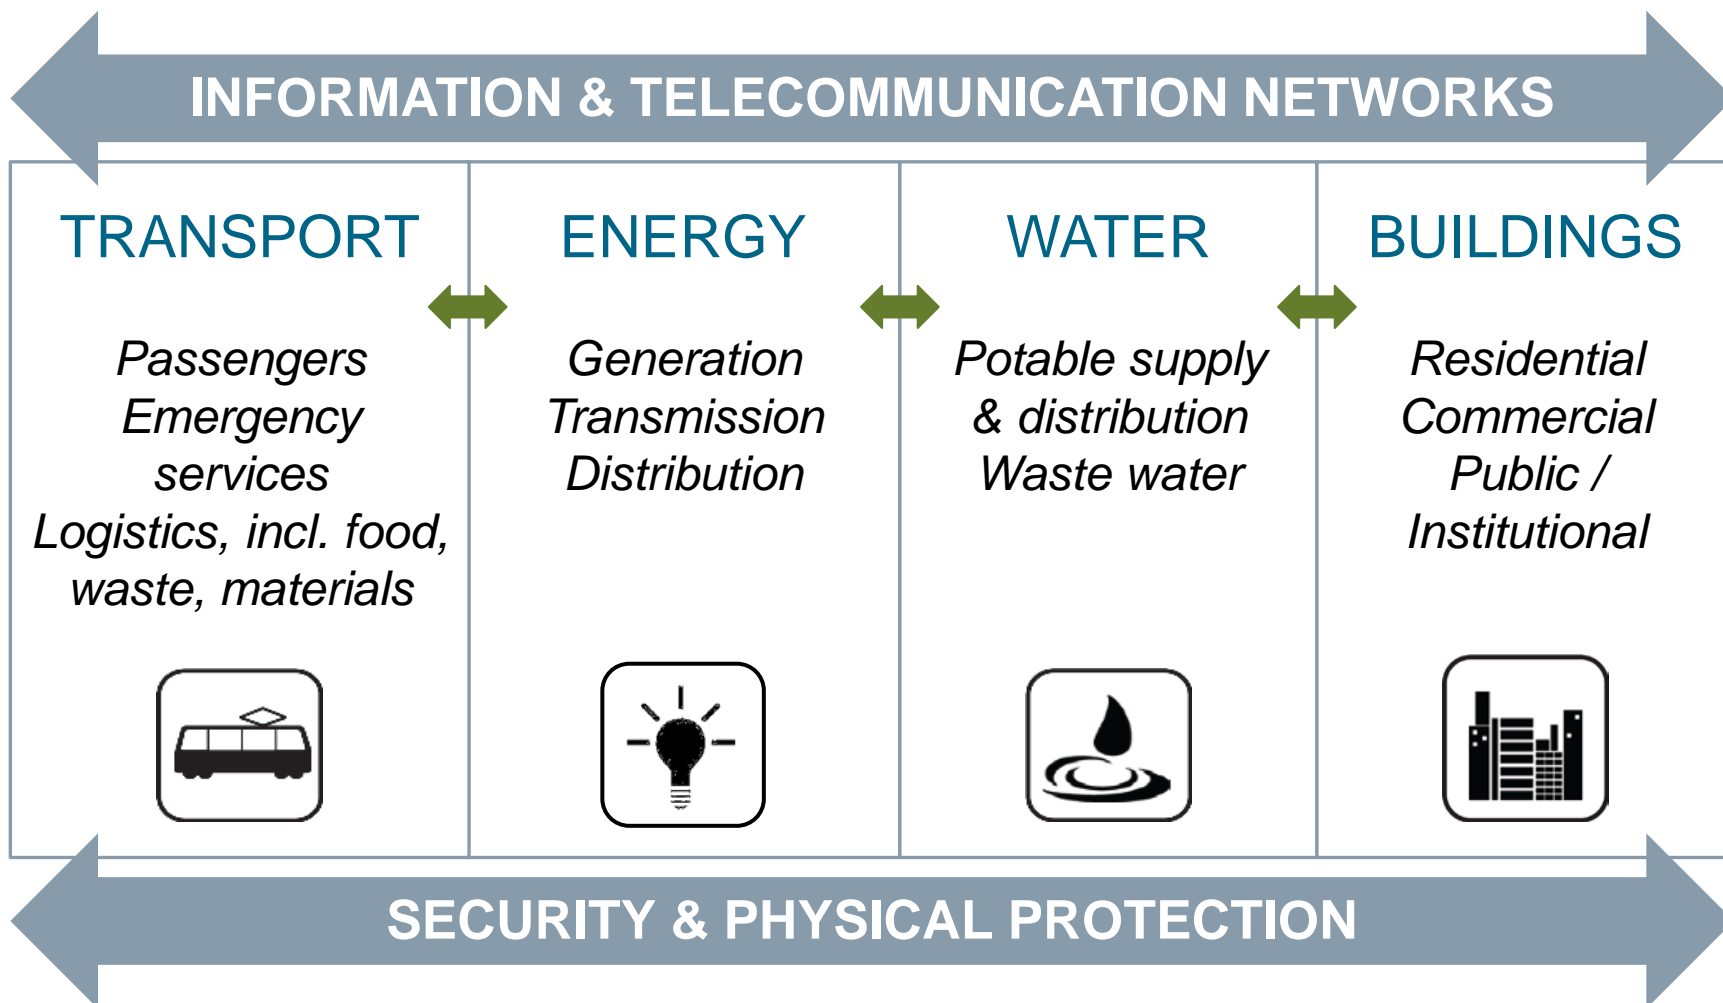 INFORMATION & TELECOMMUNICATION NETWORKS
TRANSPORT
Passengers
Emergency
services
Logistics, incl. food,
waste, materials
ENERGY
Generation
Transmission
Distribution
WATER
Potable supply
& distribution
Waste water
BUILDINGS
Residential
Commercial
Public /
Institutional
SECURITY & PHYSICAL PROTECTION